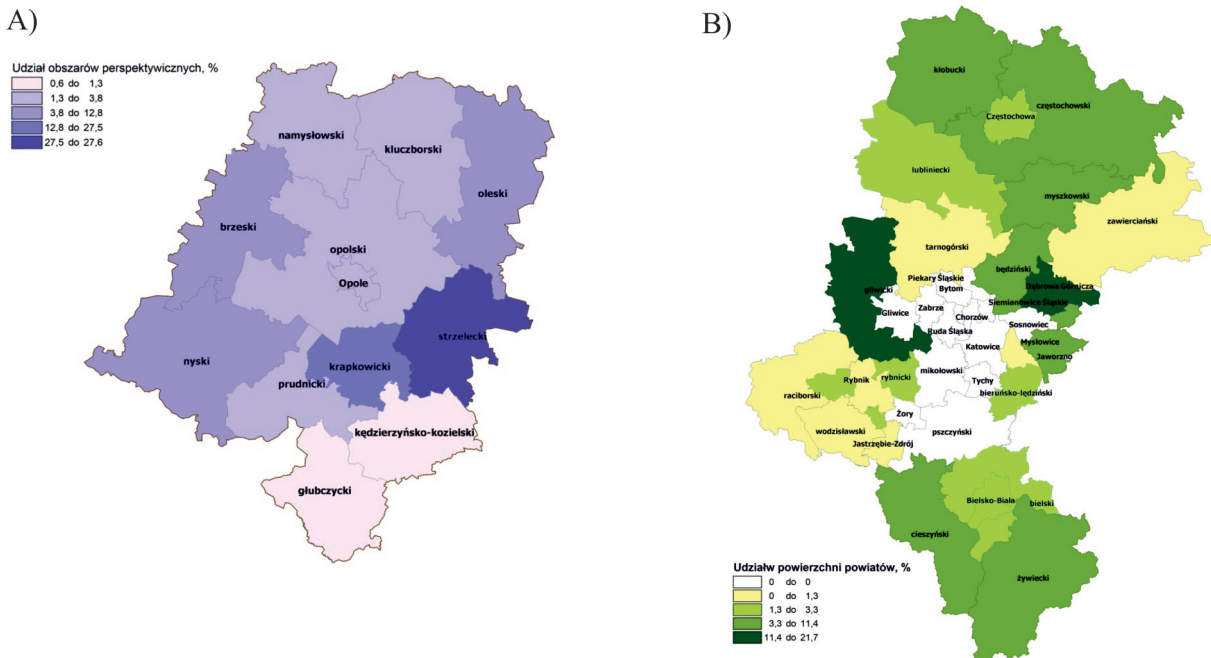 A)
Udział obszarów perspektywicznych, %
0,6 do 1,3
1,3 do 3,8
3,8 do 12,8
12,8 do 27,5
27,5 do 27,6
namysłowski
kluczborski
oleski
brzeski
opolski
Opole
strzelecki
nyski
krapkowicki
prudnicki
kędzierzyńsko-kozielski
głubczycki
B)
kłobucki
częstochowski
Częstochowa
lubliniecki
myszkowski
zawierciański
tarnogórski
będziński
Piekary Śląskie
gliwicki
Bytom
Dąbrowa Górnicza
Siemianowice Śląskie
Gliwice
Zabrze
Chorzów
Sosnowiec
Ruda Śląska
Katowice
Mysłowice
Jaworzno
mikołowski
Rybnik
rybnicki
Tychy
raciborski
bieruńsko-lędziński
Żory
wodzisławski
pszczyński
Jastrzębie-Zdrój
Bielsko-Biała
bielski
cieszyński
żywiecki
Udziałw powierzchni powiatów, %
0 do 0
0 do 1,3
1,3 do 3,3
3,3 do 11,4
11,4 do 21,7